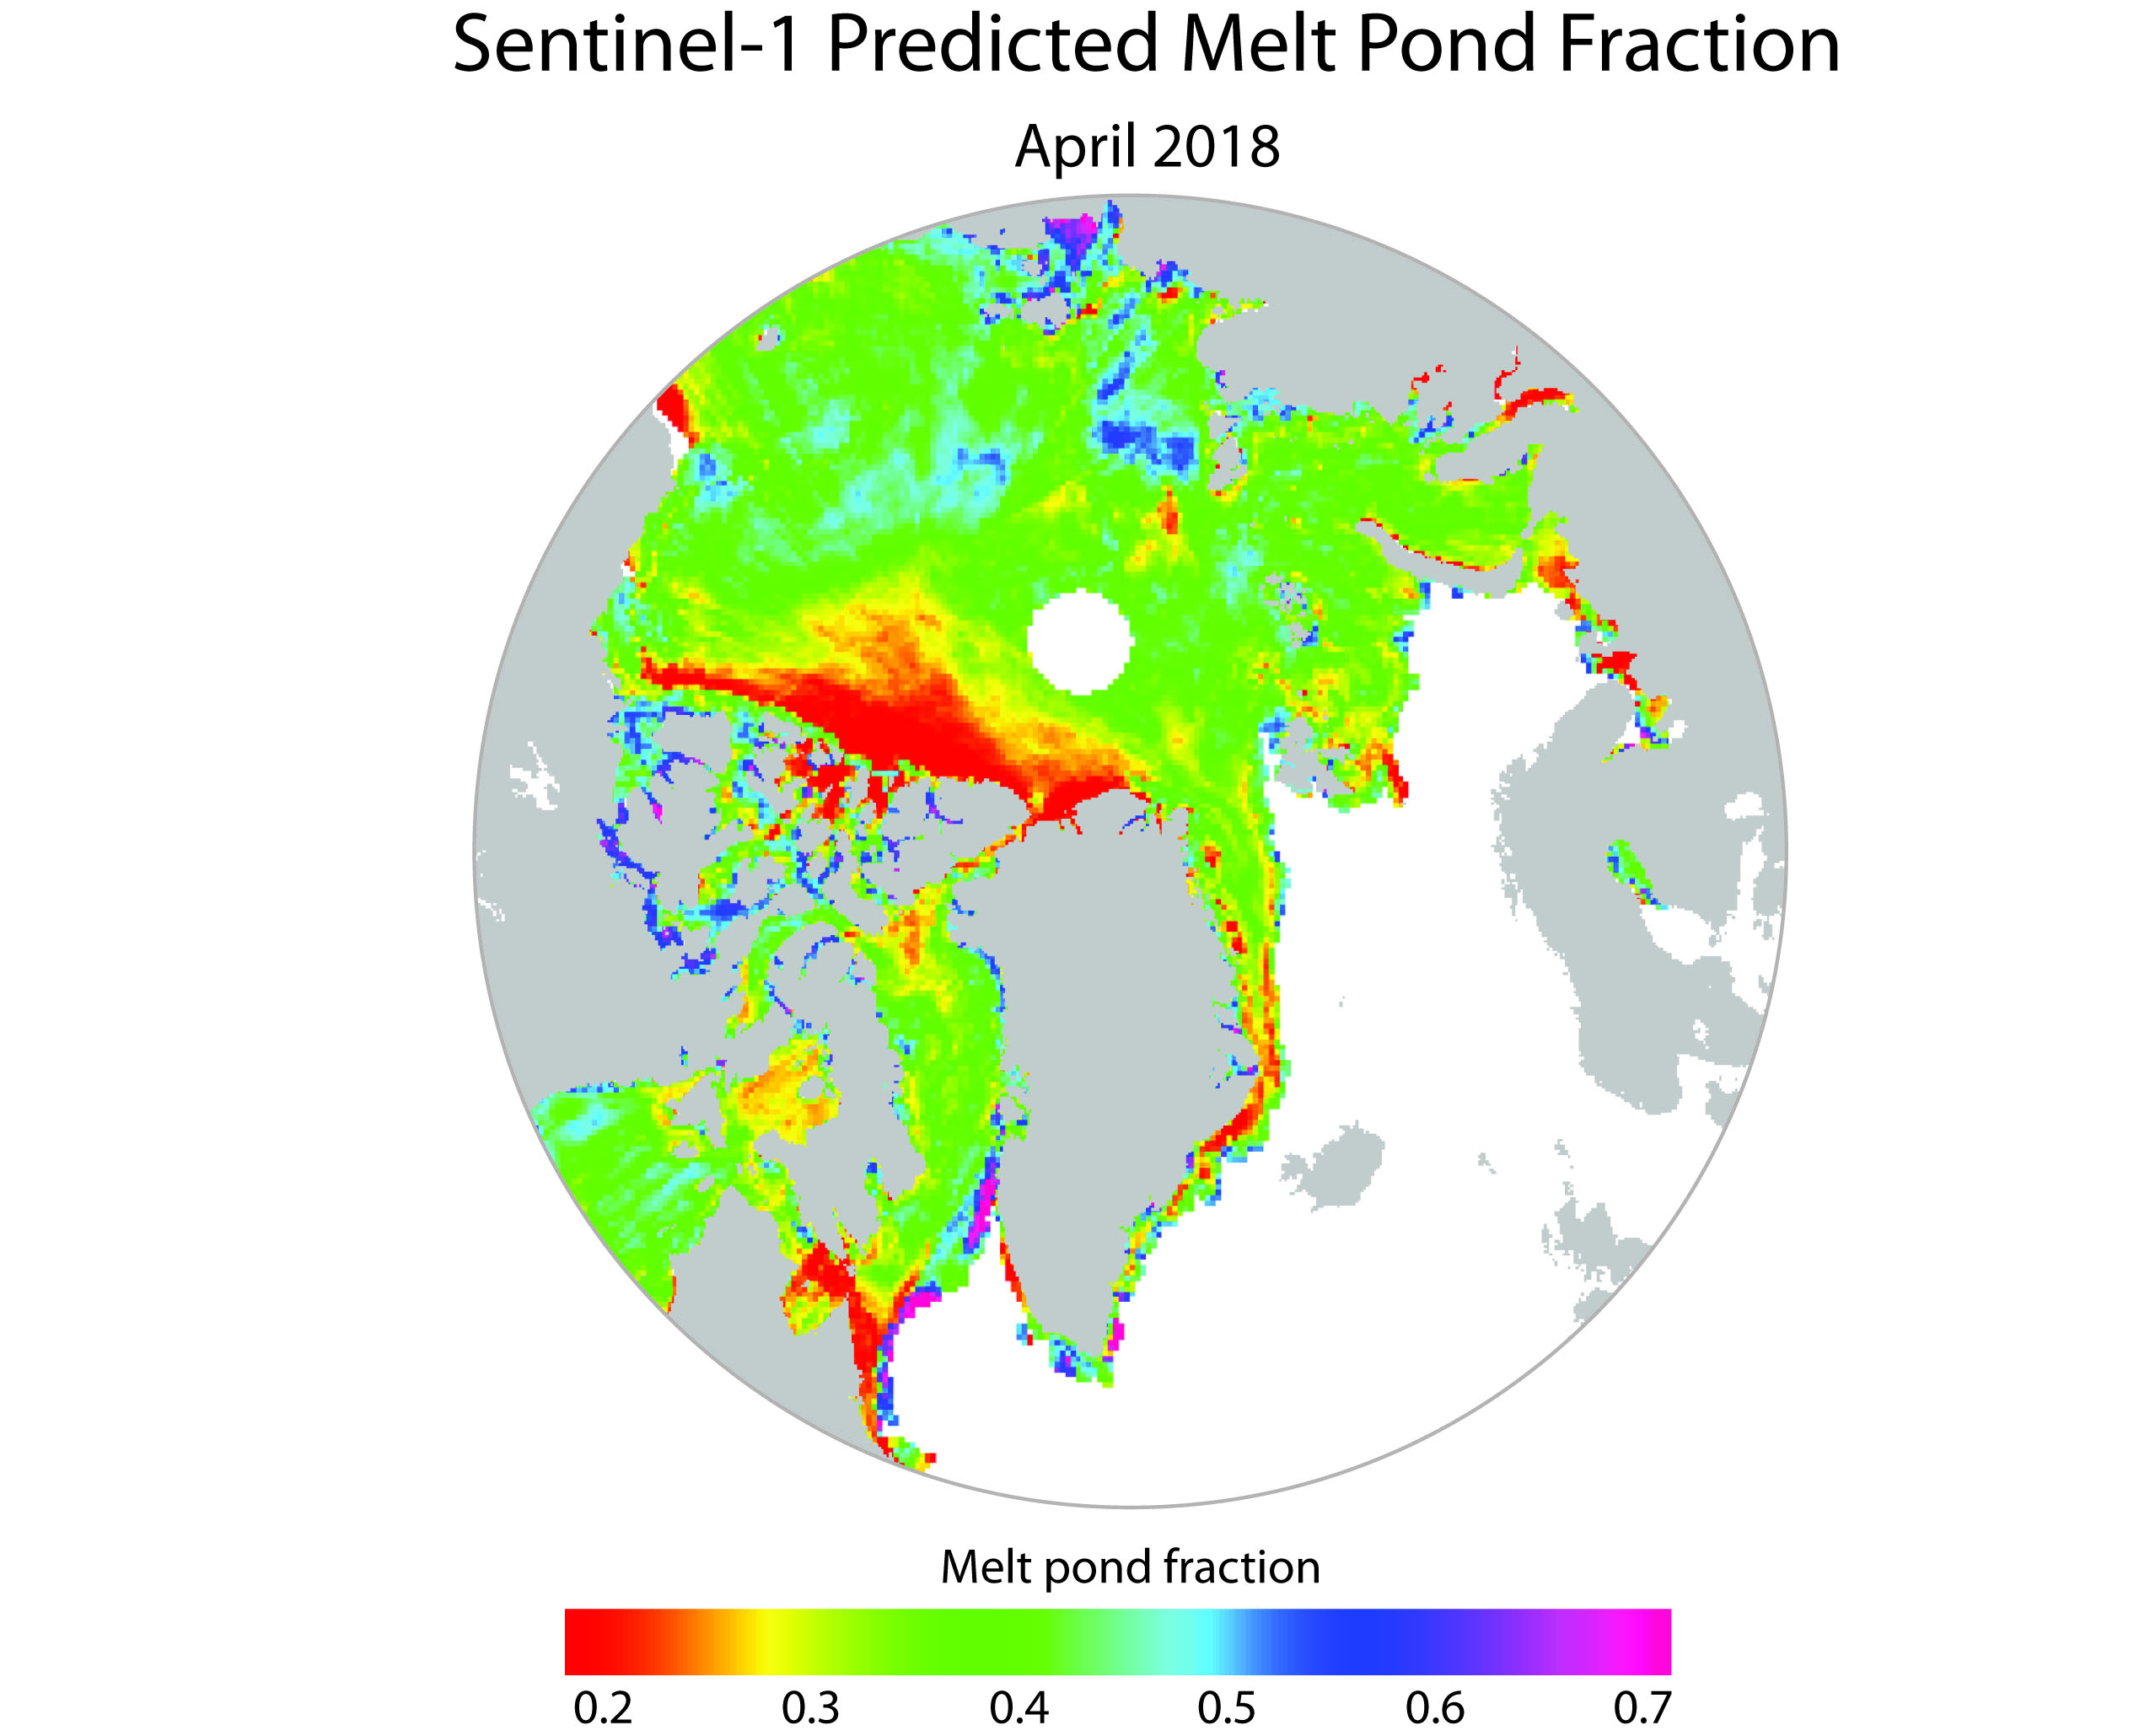 Sentinel-1 Predicted Melt Pond Fraction
April 2018
Melt pond fraction
0.2 0.3 0.4 0.5 0.6 0.7